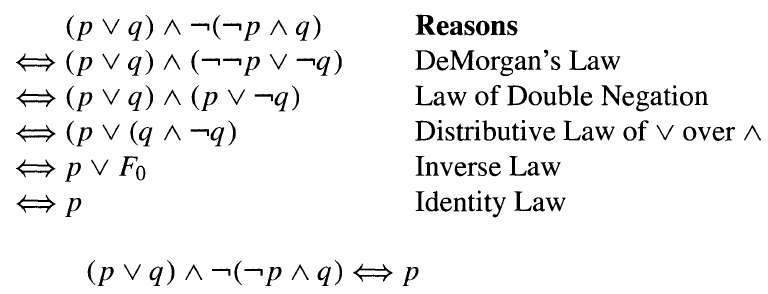 (p ∨ q) ∧ ¬(¬p ∧ q) Reasons
⟺ (p ∨ q) ∧ (¬¬p ∨ ¬q) DeMorgan's Law
⟺ (p ∨ q) ∧ (p ∨ ¬q) Law of Double Negation
⟺ (p ∨ (q ∧ ¬q) Distributive Law of ∨ over ∧
⟺ p ∨ F₀ Inverse Law
⟺ p Identity Law
(p ∨ q) ∧ ¬(¬p ∧ q) ⟺ p